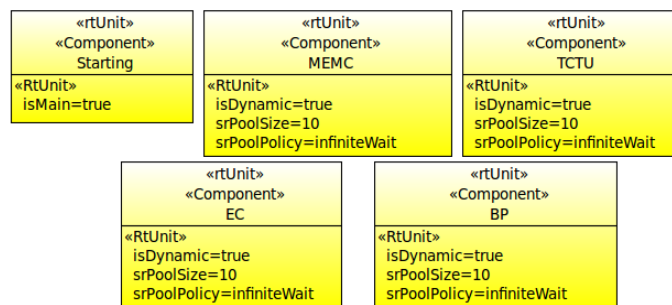 «rtUnit»
«Component»
Starting
«RtUnit»
isMain=true
«rtUnit»
«Component»
MEMC
«RtUnit»
isDynamic=true
srPoolSize=10
srPoolPolicy=infiniteWait
«rtUnit»
«Component»
TCTU
«RtUnit»
isDynamic=true
srPoolSize=10
srPoolPolicy=infiniteWait
«rtUnit»
«Component»
EC
«RtUnit»
isDynamic=true
srPoolSize=10
srPoolPolicy=infiniteWait
«rtUnit»
«Component»
BP
«RtUnit»
isDynamic=true
srPoolSize=10
srPoolPolicy=infiniteWait